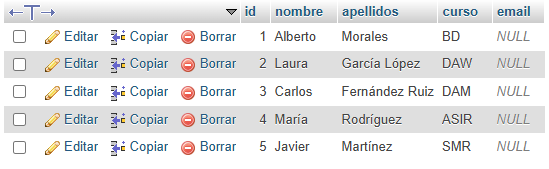 id nombre apellidos curso email
Editar Copiar Borrar 1 Alberto Morales BD NULL
Editar Copiar Borrar 2 Laura García López DAW NULL
Editar Copiar Borrar 3 Carlos Fernández Ruiz DAM NULL
Editar Copiar Borrar 4 María Rodríguez ASIR NULL
Editar Copiar Borrar 5 Javier Martínez SMR NULL